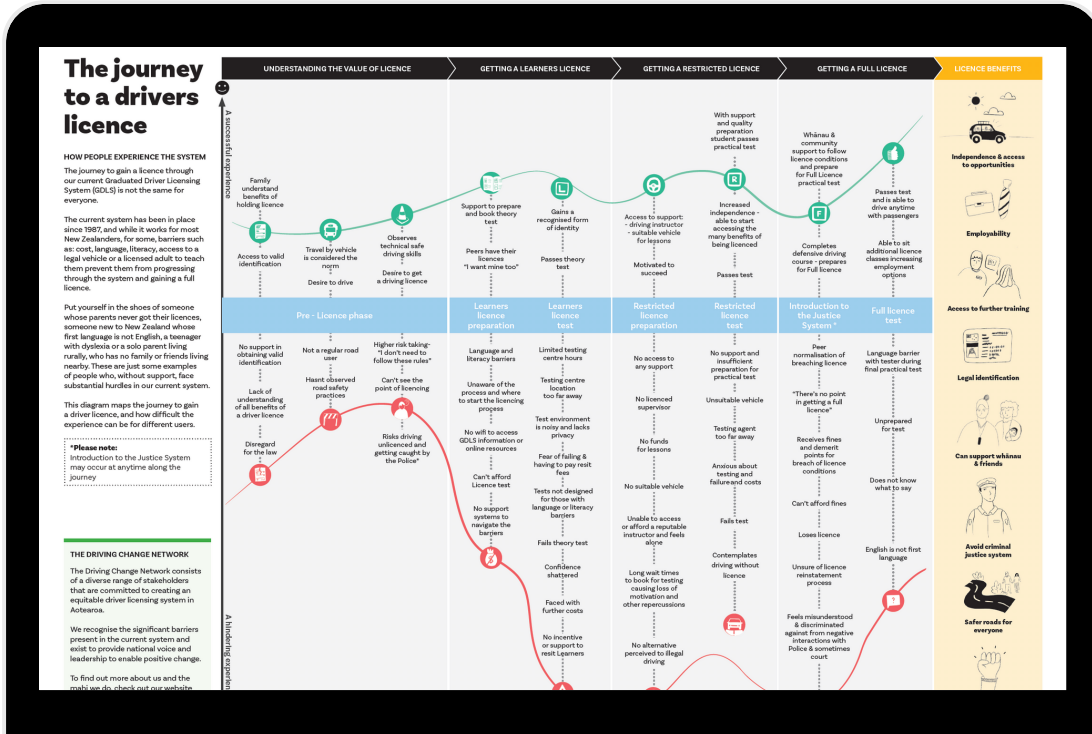 The journey
to a drivers
licence
HOW PEOPLE EXPERIENCE THE SYSTEM
The journey to gain a licence through
our current Graduated Driver Licensing
System (GDLS) is not the same for
everyone.
The current system has been in place
since 1987, and while it works for most
New Zealanders, for some, barriers such
as: cost, language, literacy, access to a
legal vehicle or a licensed adult to teach
them prevent them from progressing
through the system and gaining a full
licence.
Put yourself in the shoes of someone
whose parents never got their licences,
someone new to New Zealand whose
first language is not English, a teenager
with dyslexia or a solo parent living
rurally, who has no family or friends living
nearby. These are just some examples
of people who, without support, face
substantial hurdles in our current system.
This diagram maps the journey to gain
a driver licence, and how difficult the
experience can be for different users.
*Please note:
Introduction to the Justice System
may occur at anytime along the
journey
THE DRIVING CHANGE NETWORK
The Driving Change Network consists
of a diverse range of stakeholders
that are committed to creating an
equitable driver licensing system in
Aotearoa.
We recognise the significant barriers
present in the current system and
exist to provide national voice and
leadership to enable positive change.
To find out more about us and the
mahi we do, check out our website
A successful experience
A hindering experien
UNDERSTANDING THE VALUE OF LICENCE
Family
understand
benefits of
holding licence
Access to valid
identification
Travel by vehicle
is considered the
norm
Desire to drive
Observes
technical safe
driving skills
Desire to get
a driving licence
Pre - Licence phase
No support in
obtaining valid
identification
Lack of
understanding
of all benefits of
a driver licence
Disregard
for the law
Not a regular road
user
Hasnt observed
road safety
practices
Higher risk taking-
"I don't need to
follow these rules"
Can't see the
point of licencing
Risks driving
unlicenced and
getting caught by
the Police"
GETTING A LEARNERS LICENCE
Support to prepare
and book theory
test
Peers have their
licences
"I want mine too"
L
Gains a
recognised form
of identity
Passes theory
test
Learners
licence
preparation
Learners
licence
test
Language and
literacy barriers
Unaware of the
process and where
to start the licencing
process
No wifi to access
GDLS information or
online resources
Can't afford
Licence test
No support
systems to
navigate the
barriers
Limited testing
centre hours
Testing centre
location
too far away
Test environment
is noisy and lacks
privacy
Fear of failing &
having to pay resit
fees
Tests not designed
for those with
language or literacy
barriers
Fails theory test
Confidence
shattered
Faced with
further costs
No incentive
or support to
resit Learners
GETTING A RESTRICTED LICENCE
Access to support:
- driving instructor
- suitable vehicle
for lessons
Motivated to
succeed
With support
and quality
preparation
student passes
practical test
R
Increased
independence -
able to start
accessing the
many benefits of
being licenced
Passes test
Restricted
licence
preparation
Restricted
licence
test
No access to
any support
No licenced
supervisor
No funds
for lessons
No suitable vehicle
Unable to access
or afford a reputable
instructor and feels
alone
Long wait times
to book for testing
causing loss of
motivation and
other repercussions
No alternative
perceived to illegal
driving
No support and
insufficient
preparation for
practical test
Unsuitable vehicle
Testing agent
too far away
Anxious about
testing and
failure and costs
Fails test
Contemplates
driving without
licence
GETTING A FULL LICENCE
Whānau &
community
support to follow
licence conditions
and prepare
for Full Licence
practical test
F
Completes
defensive driving
course - prepares
for Full licence
Passes test
and is able to
drive anytime
with passengers
Able to sit
additional licence
classes increasing
employment
options
Introduction to
the Justice
System *
Full licence
test
Peer
normalisation of
breaching licence
"There's no point
in getting a full
licence"
Receives fines
and demerit
points for
breach of licence
conditions
Can't afford fines
Loses licence
Unsure of licence
reinstatement
process
Feels misunderstood
& discriminated
against from negative
interactions with
Police & sometimes
court
Language barrier
with tester during
final practical test
Unprepared
for test
Does not know
what to say
English is not first
language
?
LICENCE BENEFITS
Independence & access
to opportunities
Employability
Access to further training
Legal identification
Can support whānau
& friends
Avoid criminal
justice system
Safer roads for
everyone